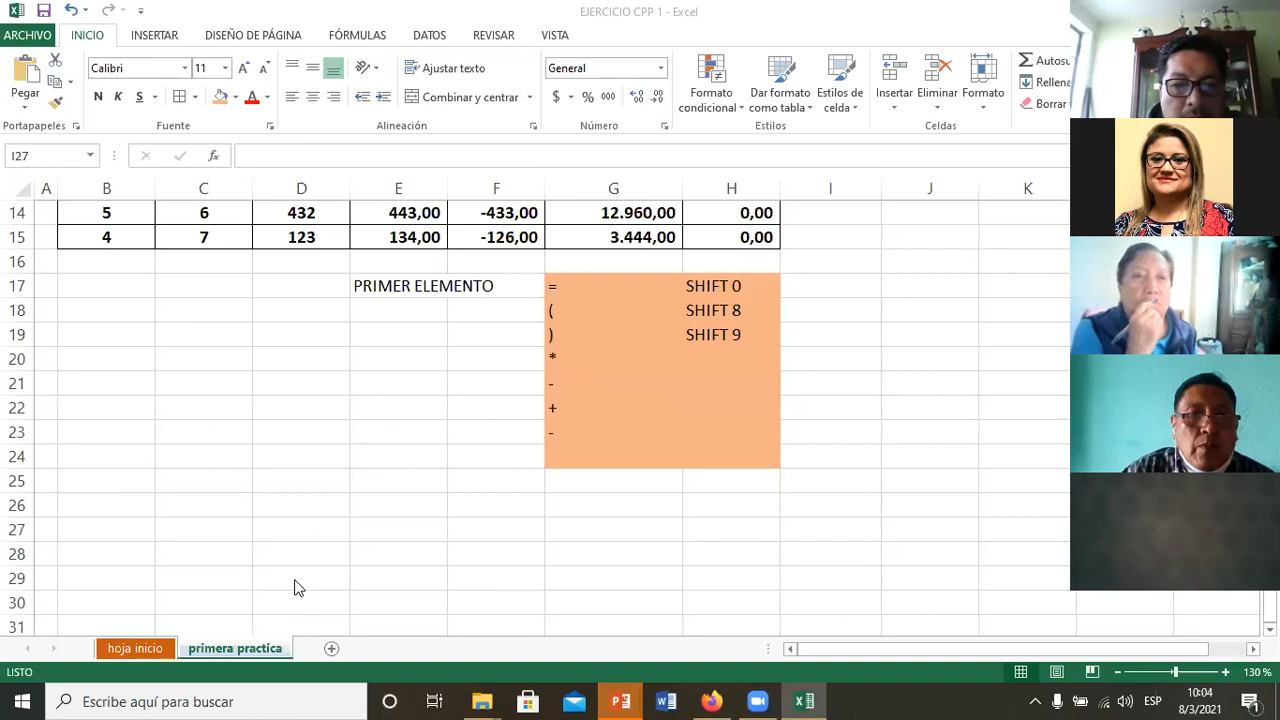 EJERCICIO CPP 1 - Excel
ARCHIVO INICIO INSERTAR DISEÑO DE PÁGINA FÓRMULAS DATOS REVISAR VISTA
Pegar
Calibri 11
N K S
Ajustar texto
Combinar y centrar
General
$ % 000
Formato condicional
Dar formato como tabla
Estilos de celda
Insertar Eliminar Formato
Autosu
Rellena
Borrar
Portapapeles Fuente Alineación Número Estilos Celdas
I27
A B C D E F G H I J K
14 5 6 432 443,00 -433,00 12.960,00 0,00
15 4 7 123 134,00 -126,00 3.444,00 0,00
16
17 PRIMER ELEMENTO = SHIFT 0
18 ( SHIFT 8
19 ) SHIFT 9
20 *
21 -
22 +
23 -
24
25
26
27
28
29
30
31
hoja inicio primera practica
LISTO 130 %
Escribe aquí para buscar
ESP
10:04
8/3/2021